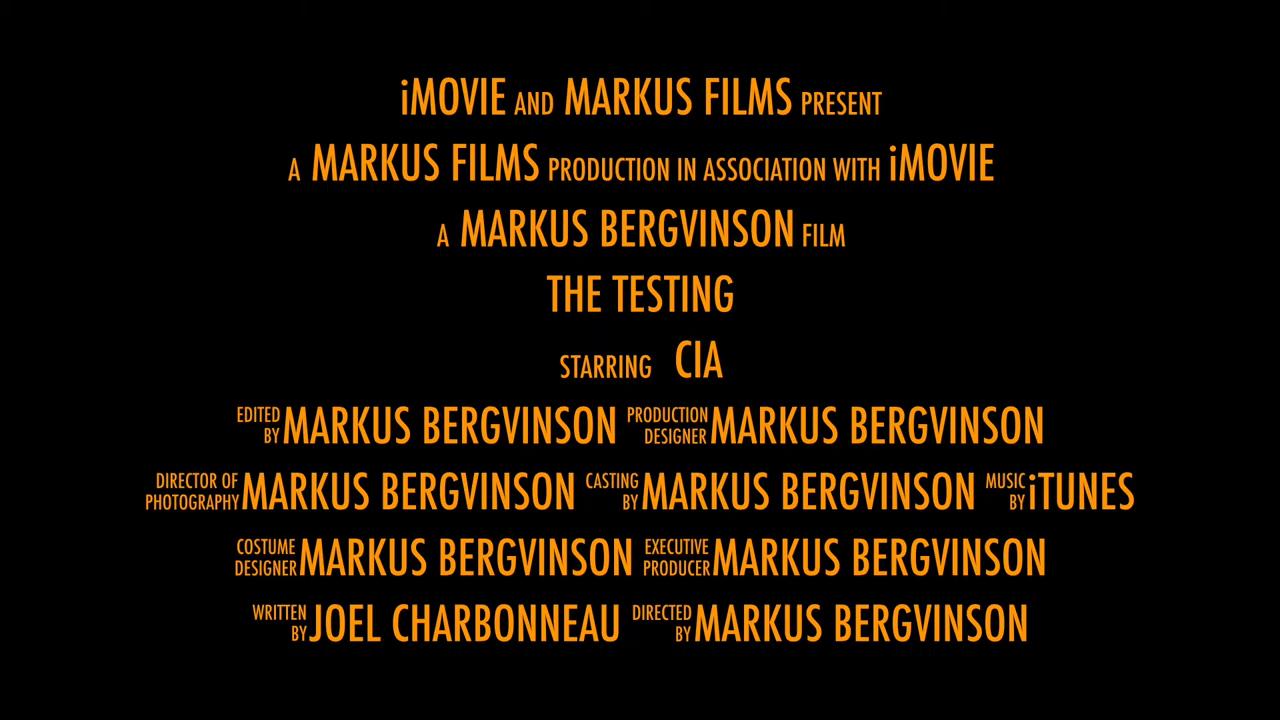 iMOVIE AND MARKUS FILMS PRESENT
A MARKUS FILMS PRODUCTION IN ASSOCIATION WITH iMOVIE
A MARKUS BERGVINSON FILM
THE TESTING
STARRING CIA
EDITED BY MARKUS BERGVINSON PRODUCTION DESIGNER MARKUS BERGVINSON
DIRECTOR OF PHOTOGRAPHY MARKUS BERGVINSON CASTING BY MARKUS BERGVINSON MUSIC BY iTUNES
COSTUME DESIGNER MARKUS BERGVINSON EXECUTIVE PRODUCER MARKUS BERGVINSON
WRITTEN BY JOEL CHARBONNEAU DIRECTED BY MARKUS BERGVINSON